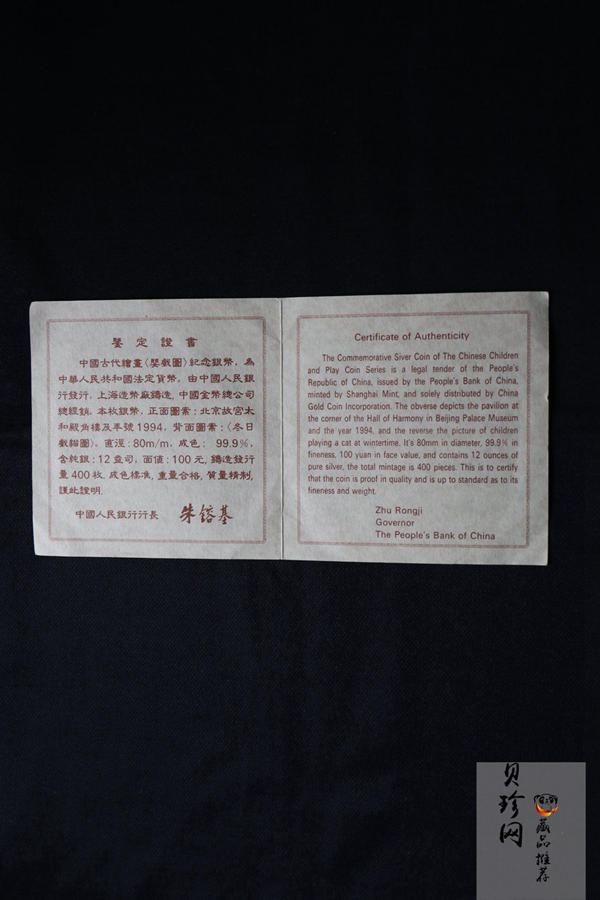 鑒定證書
中國古代繪畫《嬰戲圖》紀念銀幣，為
中華人民共和國法定貨幣，由中國人民銀
行發行，上海造幣廠鑄造，中國金幣總公司
總經銷。本枚銀幣，正面圖案：北京故宮太
和殿角樓及年號1994，背面圖案：《冬日
戲貓圖》。直徑：80m/m，成色：99.9%，
含純銀：12盎司，面值：100元，鑄造發行
量400枚，成色標准，重量合格，質量精制，
謹此證明。
中國人民銀行行長 朱鎔基
Certificate of Authenticity
The Commemorative Siver Coin of The Chinese Children
and Play Coin Series is a legal tender of the People's
Republic of China, issued by the People's Bank of China,
minted by Shanghai Mint, and solely distributed by China
Gold Coin Incorporation. The obverse depicts the pavilion at
the corner of the Hall of Harmony in Beijing Palace Museum
and the year 1994, and the reverse the picture of children
playing a cat at wintertime. It's 80mm in diameter, 99.9% in
fineness, 100 yuan in face value, and contains 12 ounces of
pure silver, the total mintage is 400 pieces. This is to certify
that the coin is proof in quality and is up to standard as to its
fineness and weight.
Zhu Rongji
Governor
The People's Bank of China
贝珍网
藏品推荐